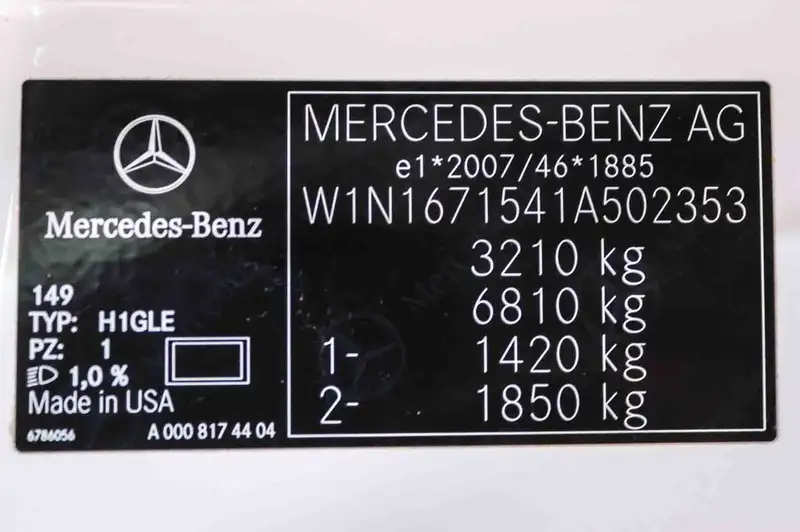 Mercedes-Benz
149
TYP: H1GLE
PZ: 1
1,0 %
Made in USA
6786056 A 000 817 44 04
MERCEDES-BENZ AG
e1*2007/46*1885
W1N1671541A502353
3210 kg
6810 kg
1- 1420 kg
2- 1850 kg